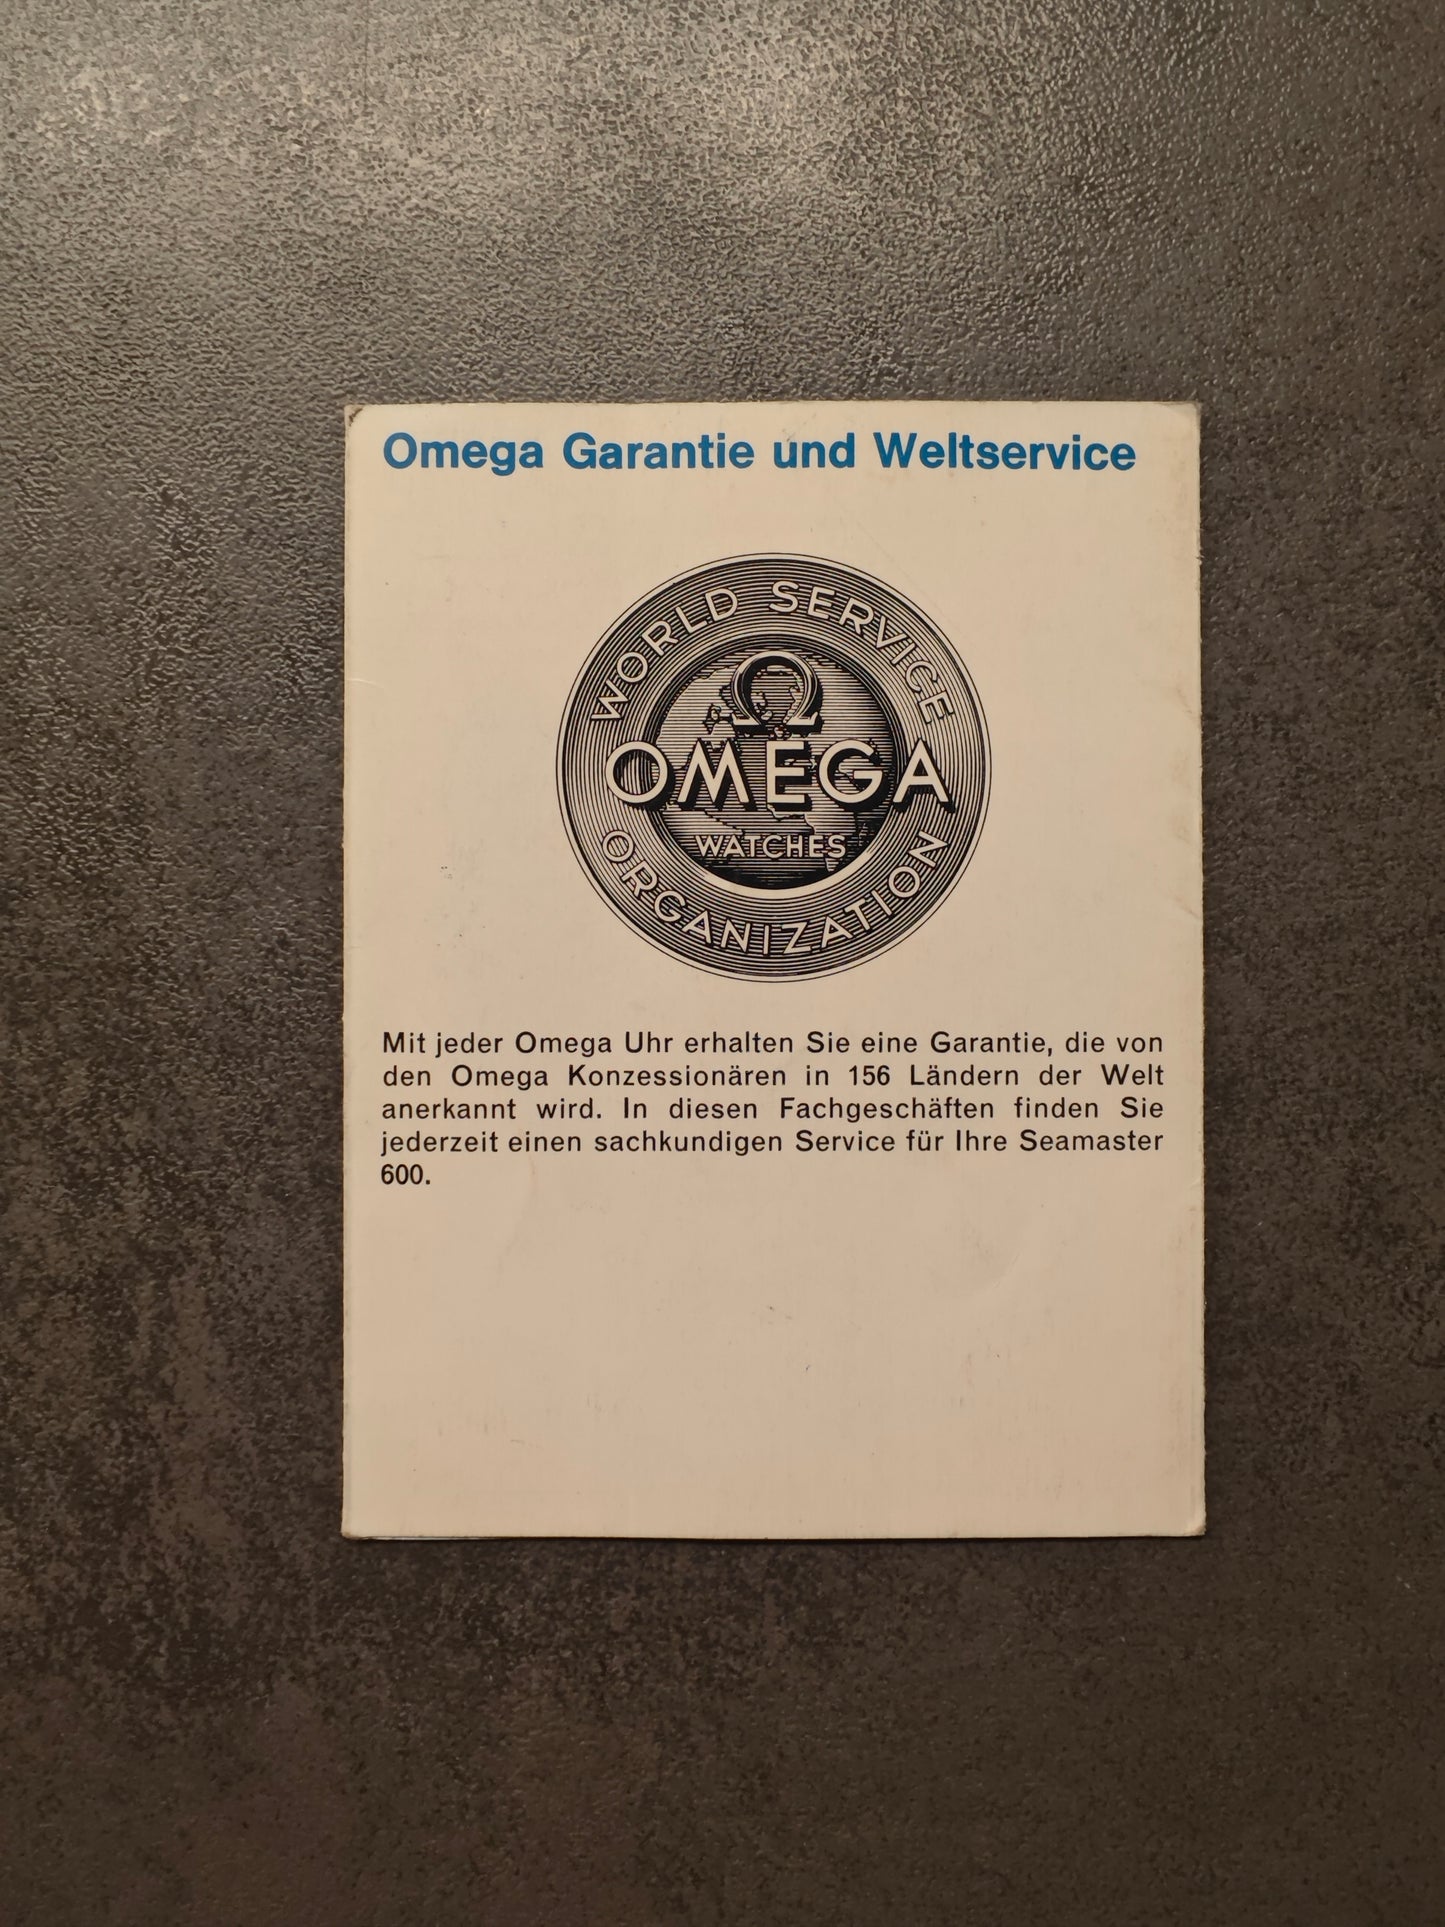 Omega Garantie und Weltservice
WORLD SERVICE
Ω
OMEGA
WATCHES
ORGANIZATION
Mit jeder Omega Uhr erhalten Sie eine Garantie, die von
den Omega Konzessionären in 156 Ländern der Welt
anerkannt wird. In diesen Fachgeschäften finden Sie
jederzeit einen sachkundigen Service für Ihre Seamaster
600.